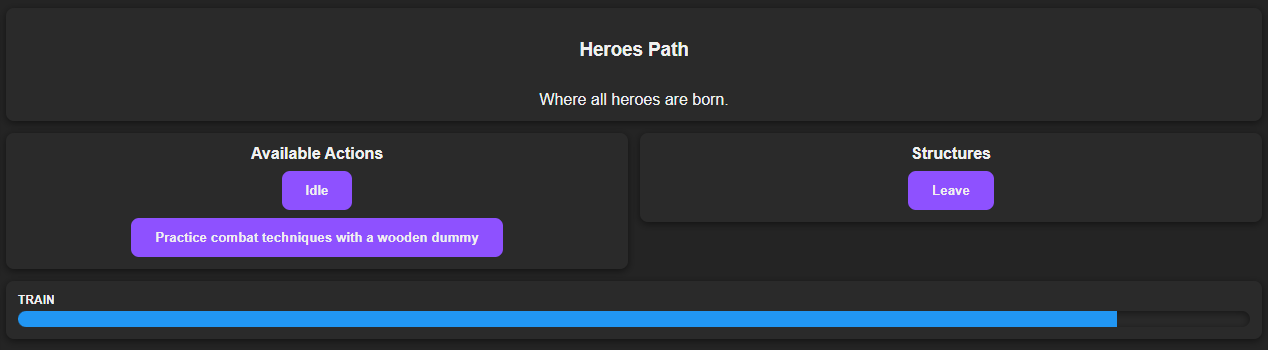 Heroes Path
Where all heroes are born.
Available Actions
Idle
Practice combat techniques with a wooden dummy
Structures
Leave
TRAIN